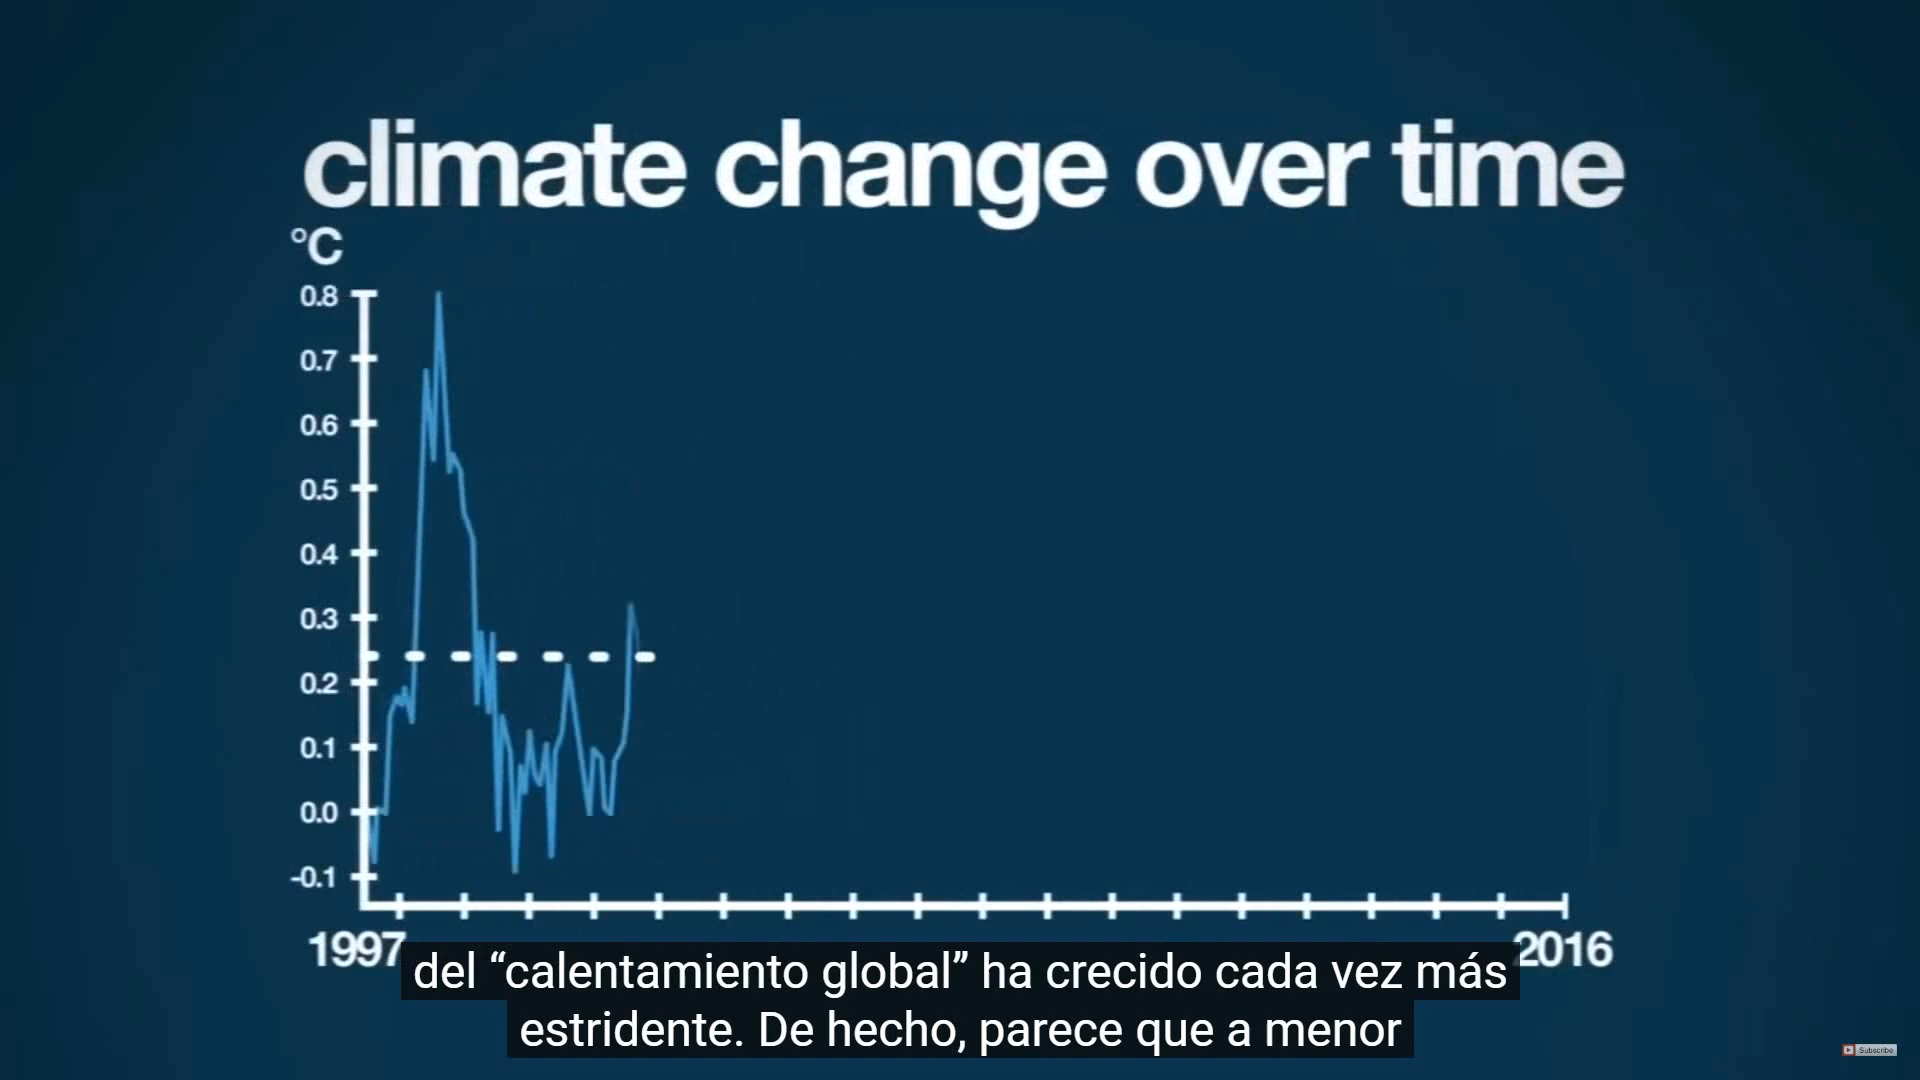 climate change over time
°C
0.8
0.7
0.6
0.5
0.4
0.3
0.2
0.1
0.0
-0.1
1997
2016
del “calentamiento global” ha crecido cada vez más
estridente. De hecho, parece que a menor
Subscribe